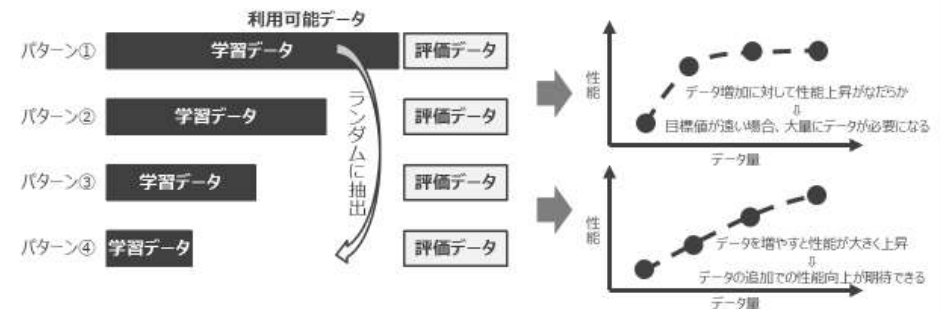 利用可能データ
パターン①
学習データ
評価データ
パターン②
学習データ
評価データ
パターン③
学習データ
評価データ
パターン④
学習データ
評価データ
ランダムに抽出
性能
データ増加に対して性能上昇がなだらか
⇩
目標値が遠い場合、大量にデータが必要になる
データ量
性能
データを増やすと性能が大きく上昇
⇩
データの追加での性能向上が期待できる
データ量